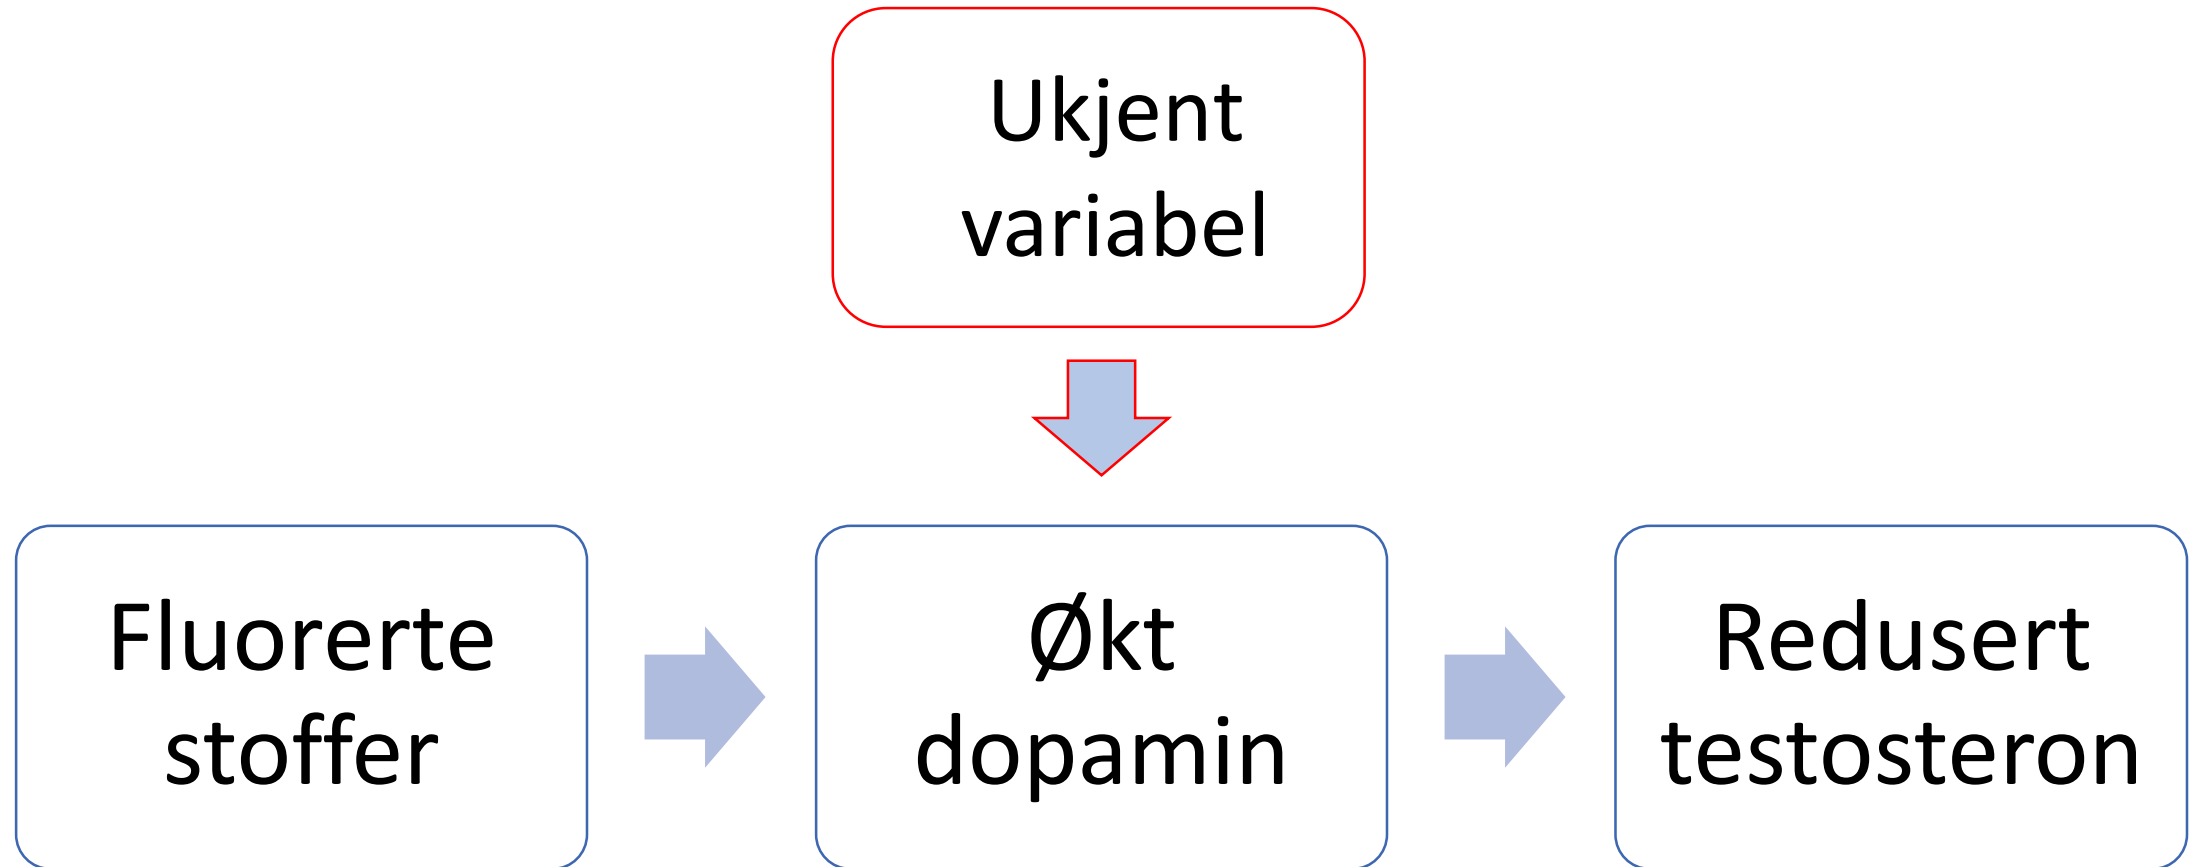 Ukjent
variabel
Fluorerte
stoffer
Økt
dopamin
Redusert
testosteron